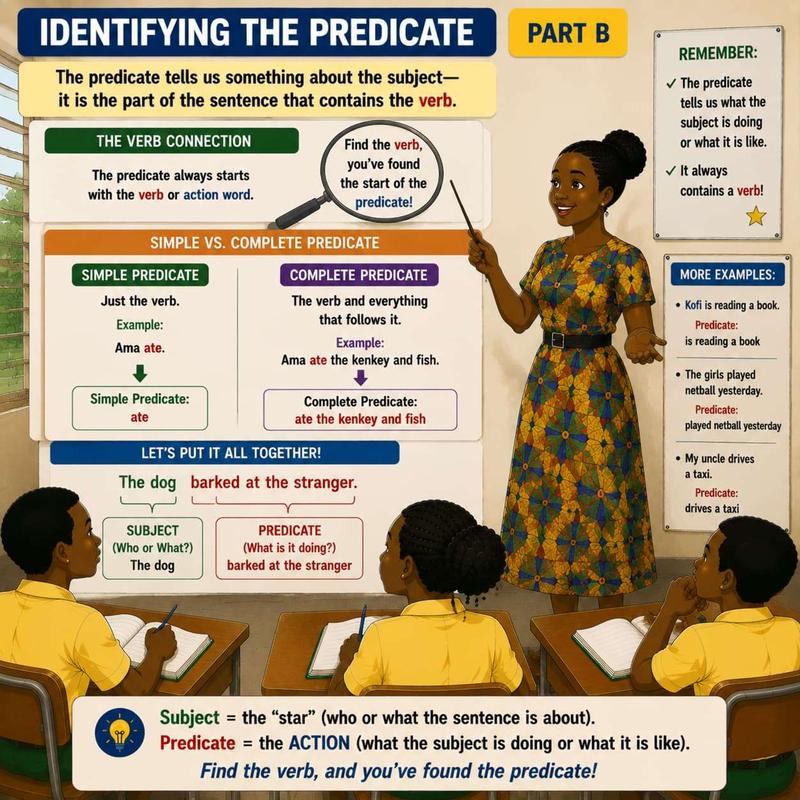 IDENTIFYING THE PREDICATE
PART B
The predicate tells us something about the subject—
it is the part of the sentence that contains the verb.
THE VERB CONNECTION
The predicate always starts
with the verb or action word.
Find the verb,
you've found
the start of the
predicate!
SIMPLE VS. COMPLETE PREDICATE
SIMPLE PREDICATE
Just the verb.
Example:
Ama ate.
Simple Predicate:
ate
COMPLETE PREDICATE
The verb and everything
that follows it.
Example:
Ama ate the kenkey and fish.
Complete Predicate:
ate the kenkey and fish
LET'S PUT IT ALL TOGETHER!
The dog barked at the stranger.
SUBJECT
(Who or What?)
The dog
PREDICATE
(What is it doing?)
barked at the stranger
REMEMBER:
✓ The predicate
tells us what the
subject is doing
or what it is like.
✓ It always
contains a verb!
MORE EXAMPLES:
• Kofi is reading a book.
Predicate:
is reading a book
• The girls played
netball yesterday.
Predicate:
played netball yesterday
• My uncle drives
a taxi.
Predicate:
drives a taxi
Subject = the "star" (who or what the sentence is about).
Predicate = the ACTION (what the subject is doing or what it is like).
Find the verb, and you've found the predicate!